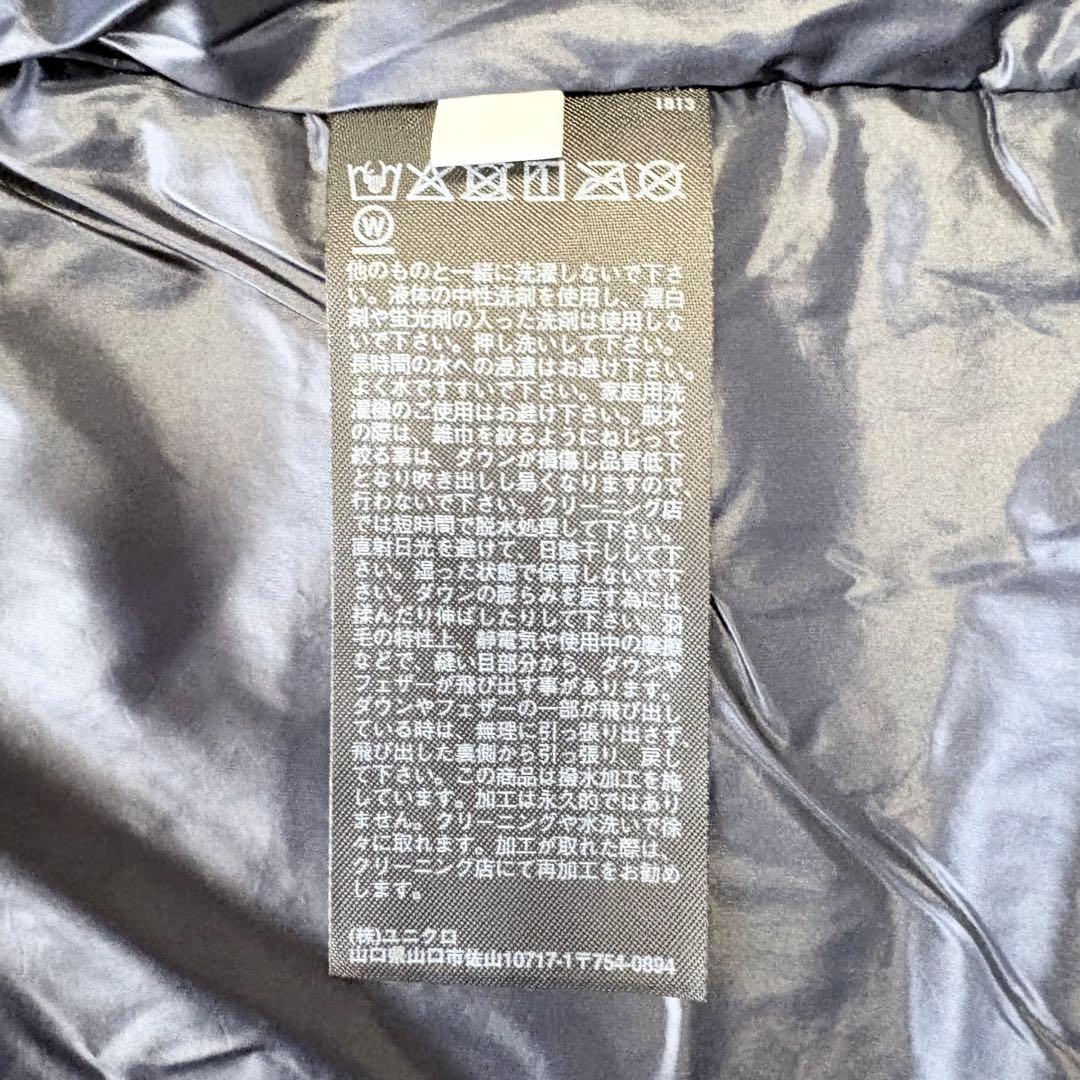 1813
W
他のものと一緒に洗濯しないで下さ
い。液体の中性洗剤を使用し、漂白
剤や蛍光剤の入った洗剤は使用しな
いで下さい。押し洗いして下さい。
長時間の水への浸漬はお避け下さい。
よく水ですすいで下さい。家庭用洗
濯機のご使用はお避け下さい。脱水
の際は、雑巾を絞るようにねじって
絞る事は、ダウンが損傷し品質低下
となり吹き出しし易くなりますので、
行わないで下さい。クリーニング店
では短時間で脱水処理して下さい。
直射日光を避けて、日陰干しして下
さい。湿った状態で保管しないで下
さい。ダウンの膨らみを戻す為には
揉んだり伸ばしたりして下さい。羽
毛の特性上、静電気や使用中の摩擦
などで、縫い目部分から、ダウンや
フェザーが飛び出す事があります。
ダウンやフェザーの一部が飛び出し
ている時は、無理に引っ張り出さず、
飛び出した裏側から引っ張り、戻し
て下さい。この商品は撥水加工を施
しています。加工は永久的ではあり
ません。クリーニングや水洗いで徐
々に取れます。加工が取れた際は、
クリーニング店にて再加工をお勧め
します。
(株)ユニクロ
山口県山口市佐山10717-1〒754-0894